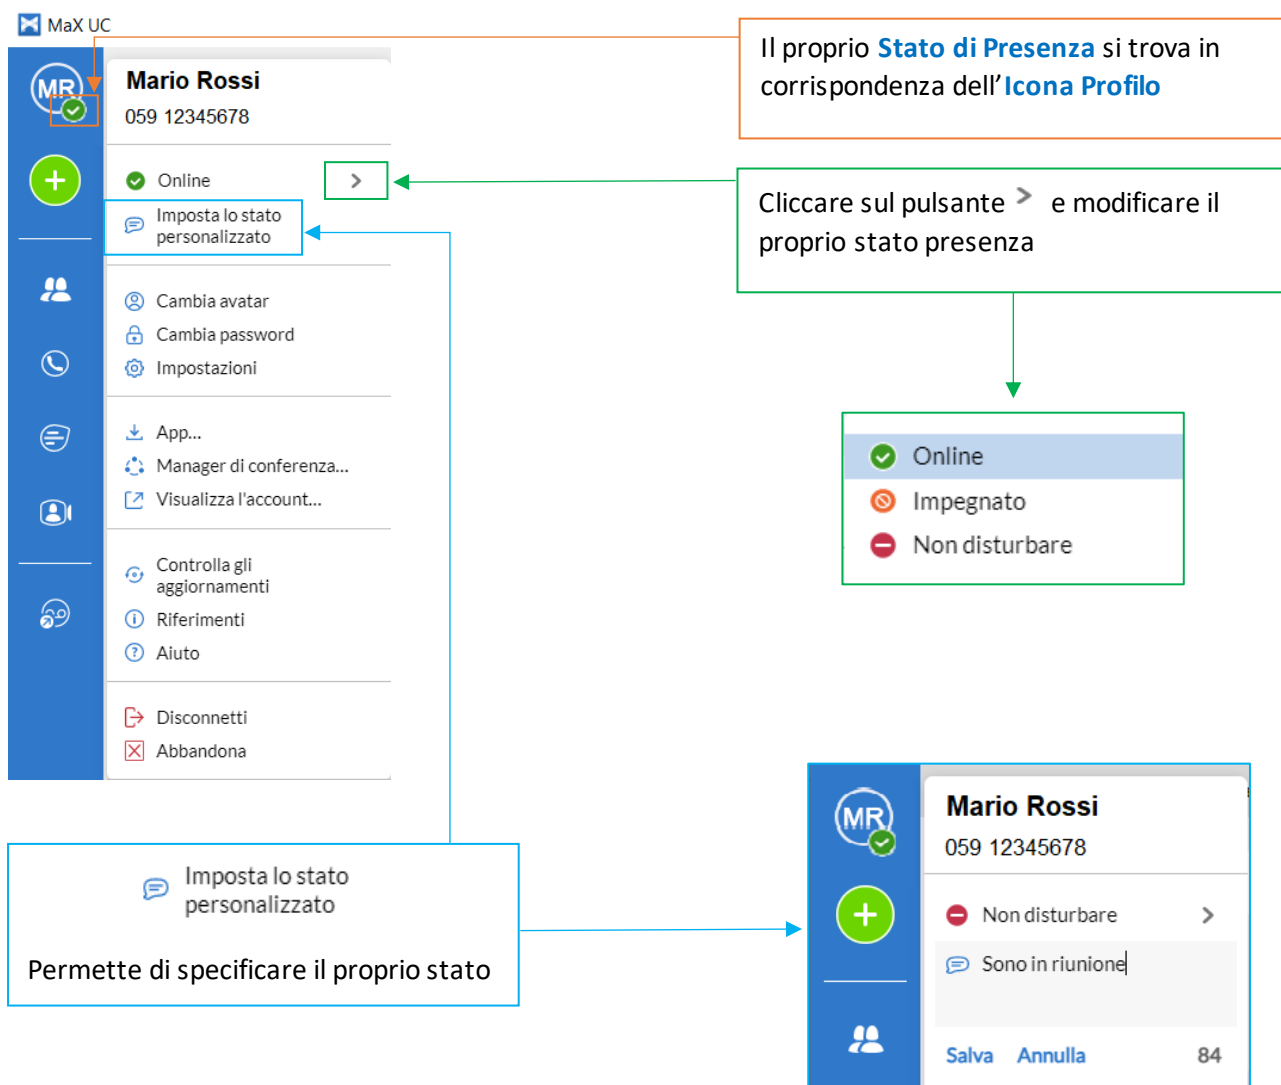 MaX UC
Il proprio Stato di Presenza si trova in
corrispondenza dell'Icona Profilo
MR
Mario Rossi
059 12345678
Online
Imposta lo stato
personalizzato
Cliccare sul pulsante > e modificare il
proprio stato presenza
Cambia avatar
Cambia password
Impostazioni
App...
Manager di conferenza...
Visualizza l'account...
Controlla gli
aggiornamenti
Riferimenti
Aiuto
Disconnetti
Abbandona
Online
Impegnato
Non disturbare
Imposta lo stato
personalizzato
Permette di specificare il proprio stato
MR
Mario Rossi
059 12345678
Non disturbare
Sono in riunione
Salva Annulla 84